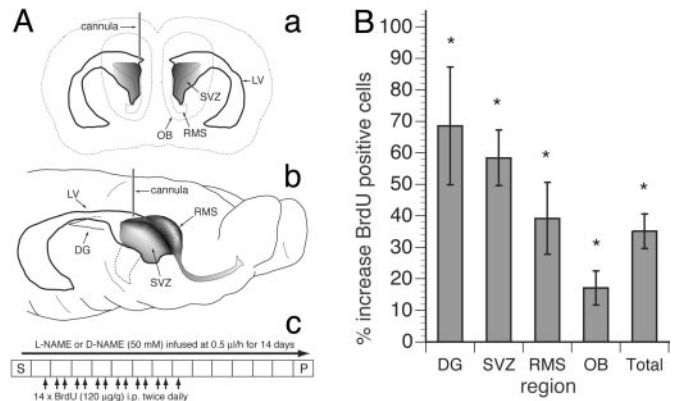 A
a
cannula
LV
SVZ
OB
RMS
b
LV
cannula
RMS
DG
SVZ
c
L-NAME or D-NAME (50 mM) infused at 0.5 µl/h for 14 days
S
P
14 x BrdU (120 µg/g) i.p. twice daily
B
% increase BrdU positive cells
100
90
80
70
60
50
40
30
20
10
0
*
*
*
*
*
DG SVZ RMS OB Total
region